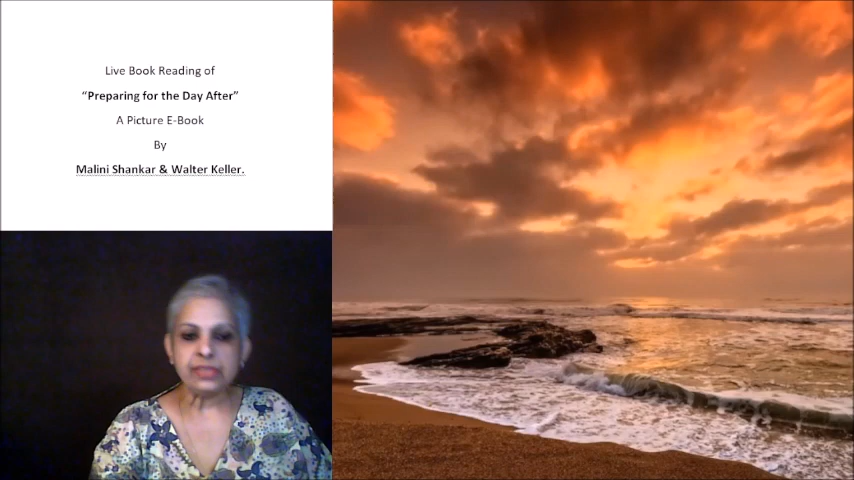 Live Book Reading of
“Preparing for the Day After”
A Picture E-Book
By
Malini Shankar & Walter Keller.